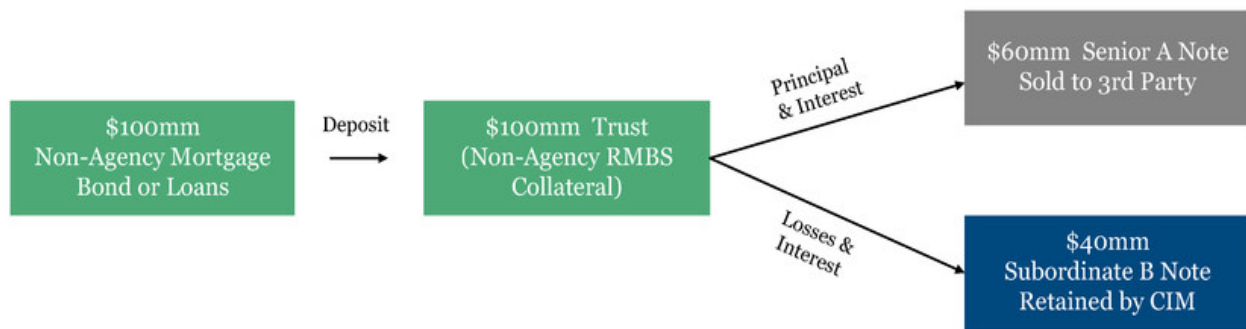 $100mm
Non-Agency Mortgage
Bond or Loans
Deposit
$100mm Trust
(Non-Agency RMBS
Collateral)
Principal
& Interest
$60mm Senior A Note
Sold to 3rd Party
Losses &
Interest
$40mm
Subordinate B Note
Retained by CIM